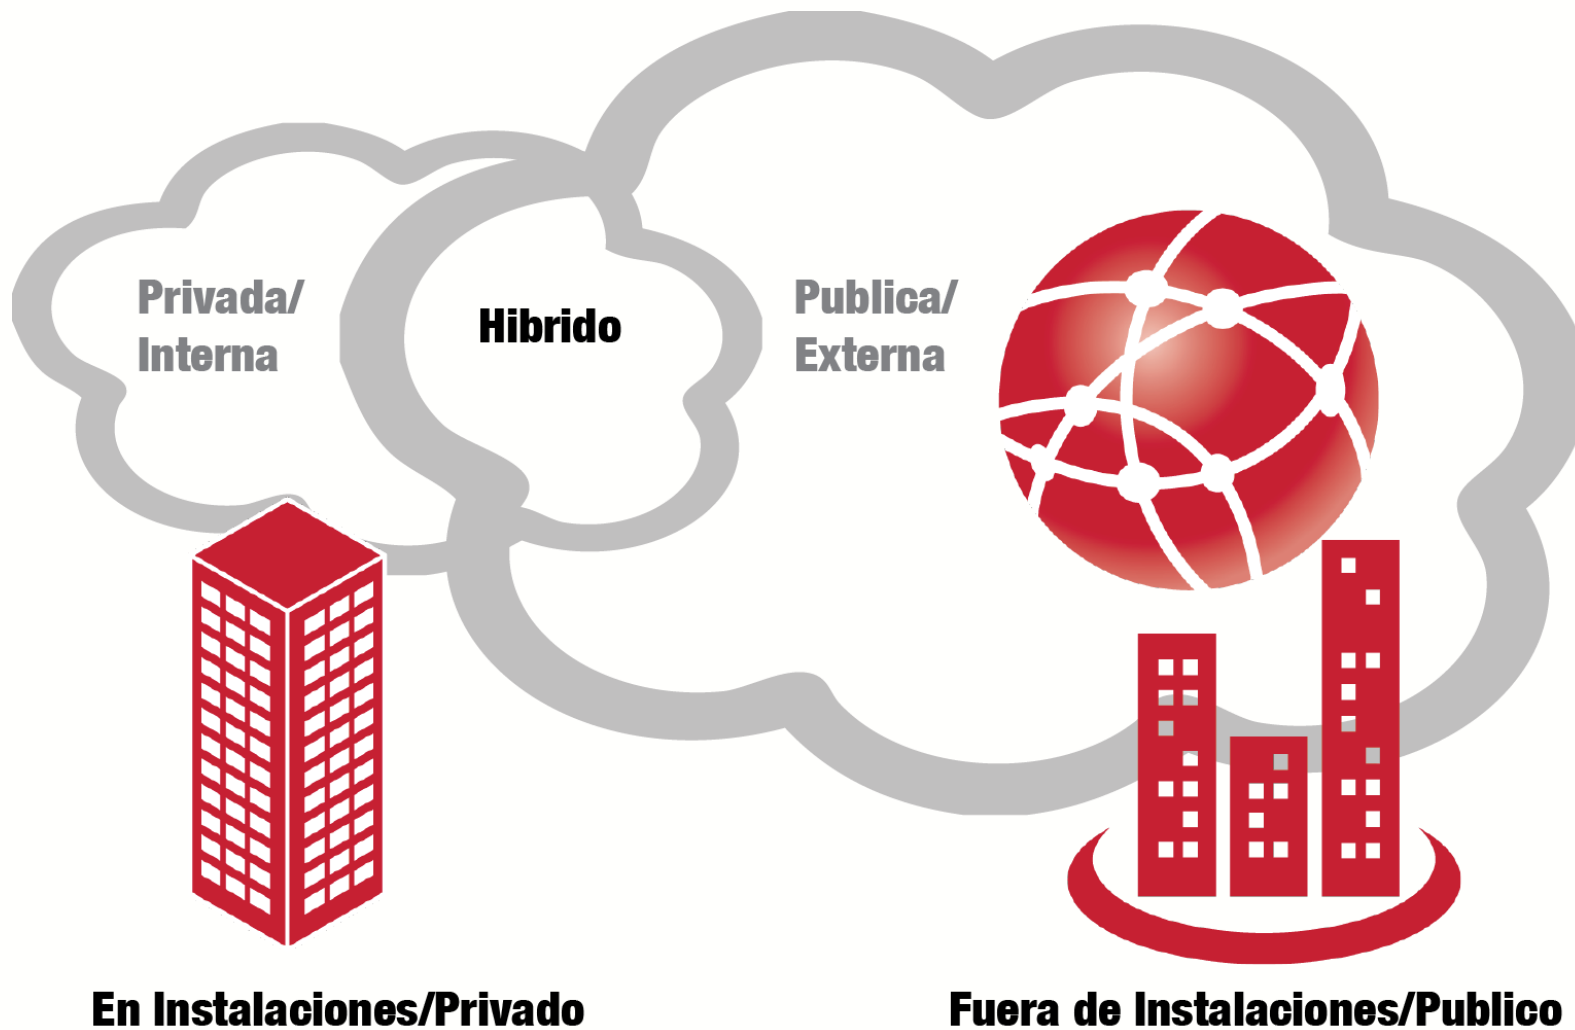 Privada/
Interna
Hibrido
Publica/
Externa
En Instalaciones/Privado
Fuera de Instalaciones/Publico